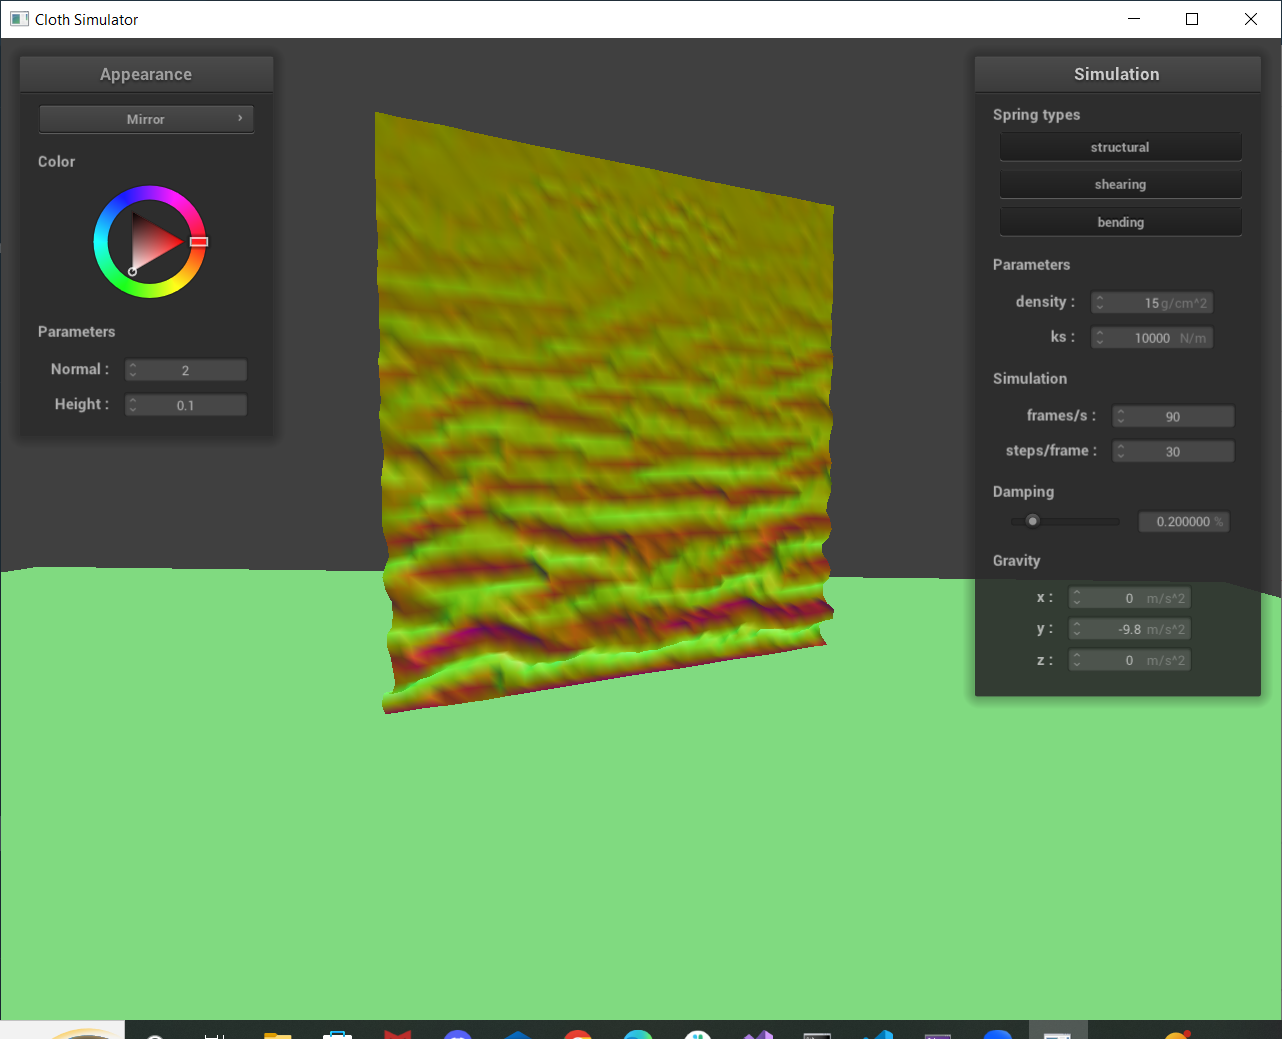 Cloth Simulator
Appearance
Mirror
Color
Parameters
Normal : 2
Height : 0.1
Simulation
Spring types
structural
shearing
bending
Parameters
density : 15 g/cm^2
ks : 10000 N/m
Simulation
frames/s : 90
steps/frame : 30
Damping
0.200000 %
Gravity
x : 0 m/s^2
y : -9.8 m/s^2
z : 0 m/s^2